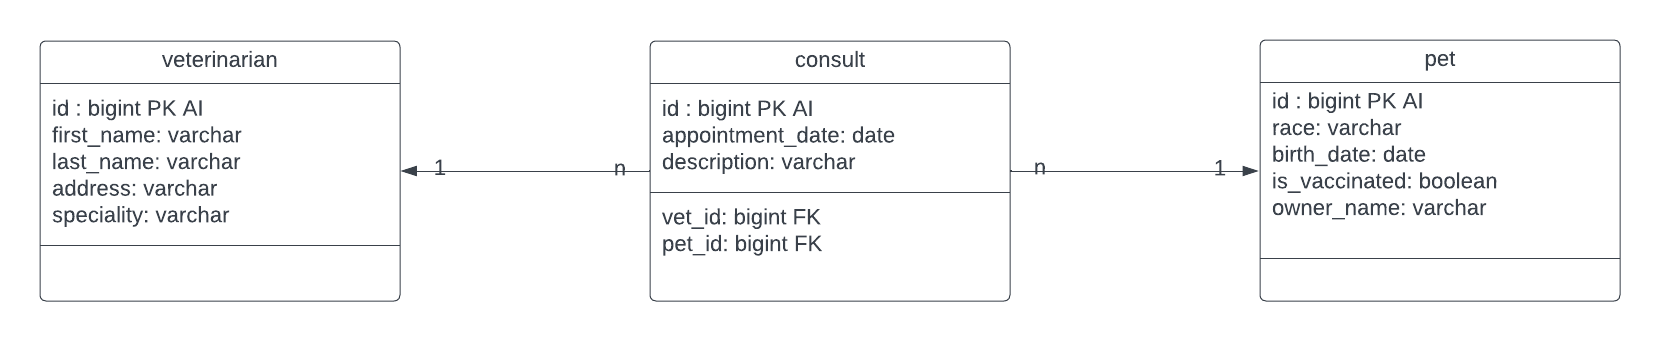 veterinarian
id : bigint PK AI
first_name: varchar
last_name: varchar
address: varchar
speciality: varchar
1
n
consult
id : bigint PK AI
appointment_date: date
description: varchar
vet_id: bigint FK
pet_id: bigint FK
n
1
pet
id : bigint PK AI
race: varchar
birth_date: date
is_vaccinated: boolean
owner_name: varchar